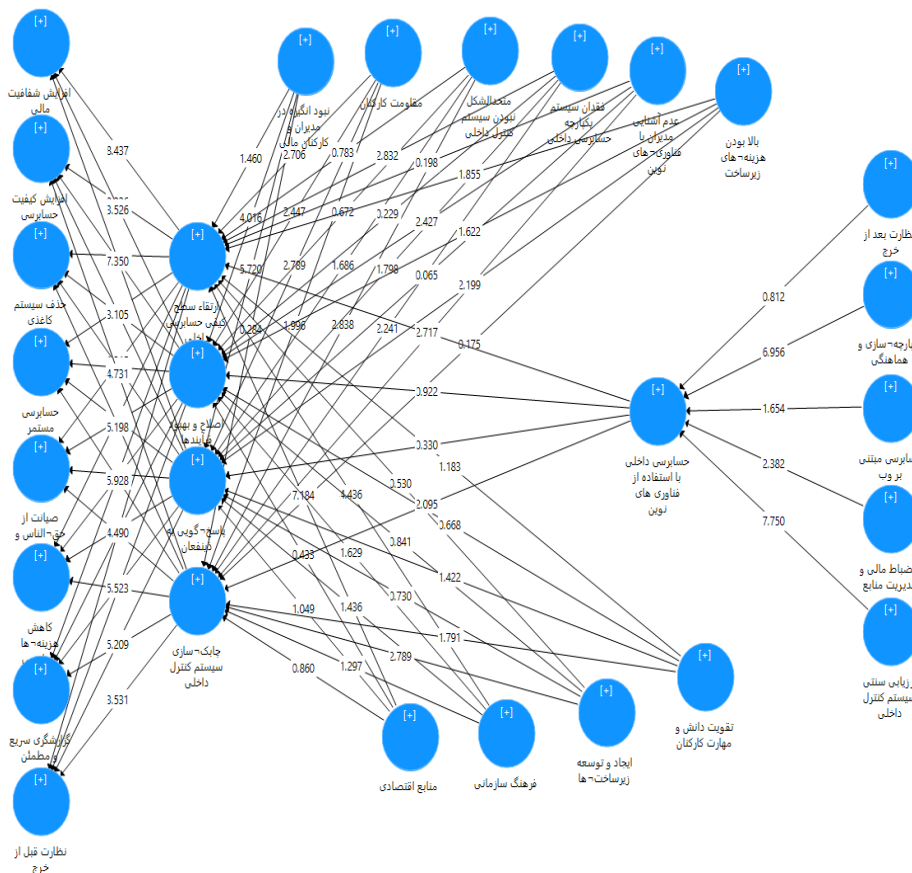 [+]
افزایش شفافیت
مالی
[+]
افزایش کیفیت
حسابرسی
[+]
حذف سیستم
کاغذی
[+]
حسابرسی
مستمر
[+]
صیانت از
حق¬الناس و
[+]
کاهش
هزینه¬ها
[+]
گزارشگری سریع
و مطمئن
[+]
نظارت قبل از
خرج
[+]
نبود انگیزه در
مدیران و
کارکنان مالی
[+]
مقاومت کارکنان
[+]
متحدالشکل
نبودن سیستم
کنترل داخلی
[+]
فقدان سیستم
یکپارچه
حسابرسی داخلی
[+]
عدم آشنایی
مدیران با
فناوری¬های
نوین
[+]
بالا بودن
هزینه¬های
زیرساخت
[+]
ارتقاء سطح
کیفی حسابرسی
داخلی
[+]
اصلاح و بهبود
فرایندها
[+]
پاسخ¬گویی به
ذینفعان
[+]
چابک¬سازی
سیستم کنترل
داخلی
[+]
حسابرسی داخلی
با استفاده از
فناوری های
نوین
[+]
نظارت بعد از
خرج
[+]
یکپارچه¬سازی و
هماهنگی
[+]
حسابرسی مبتنی
بر وب
[+]
انضباط مالی و
مدیریت منابع
[+]
ارزیابی سنتی
سیستم کنترل
داخلی
[+]
منابع اقتصادی
[+]
فرهنگ سازمانی
[+]
ایجاد و توسعه
زیرساخت¬ها
[+]
تقویت دانش و
مهارت کارکنان
3.437
3.526
7.350
3.105
4.731
5.198
5.928
4.490
5.523
5.209
3.531
1.460
2.706
0.783
2.832
0.198
1.855
4.016
2.447
0.672
0.229
2.427
1.622
5.720
2.789
1.686
1.798
0.065
2.199
0.284
1.996
2.838
2.241
2.717
0.175
0.922
0.330
2.095
0.812
6.956
1.654
2.382
7.750
1.183
0.530
0.668
7.184
4.436
0.841
1.422
0.433
1.629
0.730
1.791
1.049
1.436
2.789
0.860
1.297